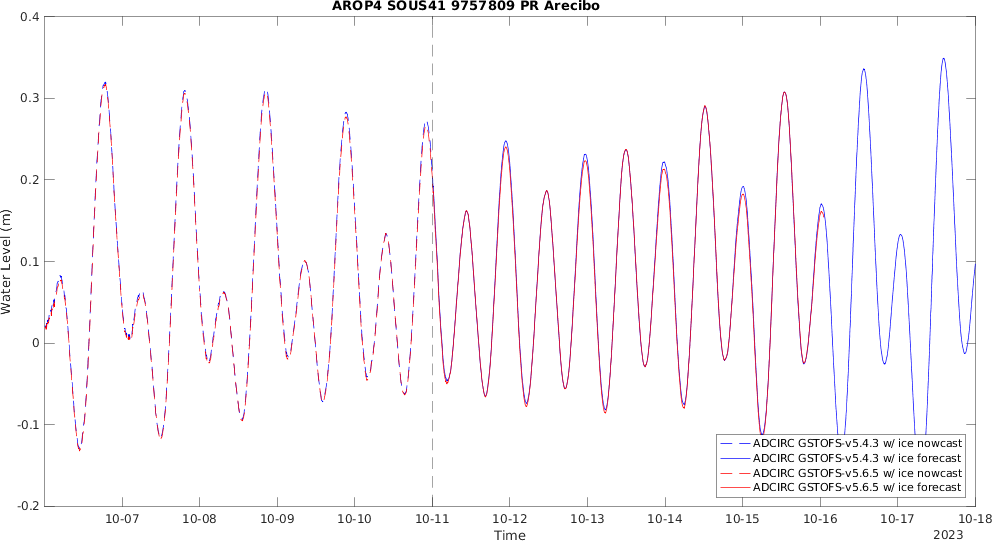 AROP4 SOUS41 9757809 PR Arecibo
0.4
0.3
0.2
0.1
0
-0.1
-0.2
Water Level (m)
10-07 10-08 10-09 10-10 10-11 10-12 10-13 10-14 10-15 10-16 10-17 10-18
Time
2023
ADCIRC GSTOFS-v5.4.3 w/ ice nowcast
ADCIRC GSTOFS-v5.4.3 w/ ice forecast
ADCIRC GSTOFS-v5.6.5 w/ ice nowcast
ADCIRC GSTOFS-v5.6.5 w/ ice forecast